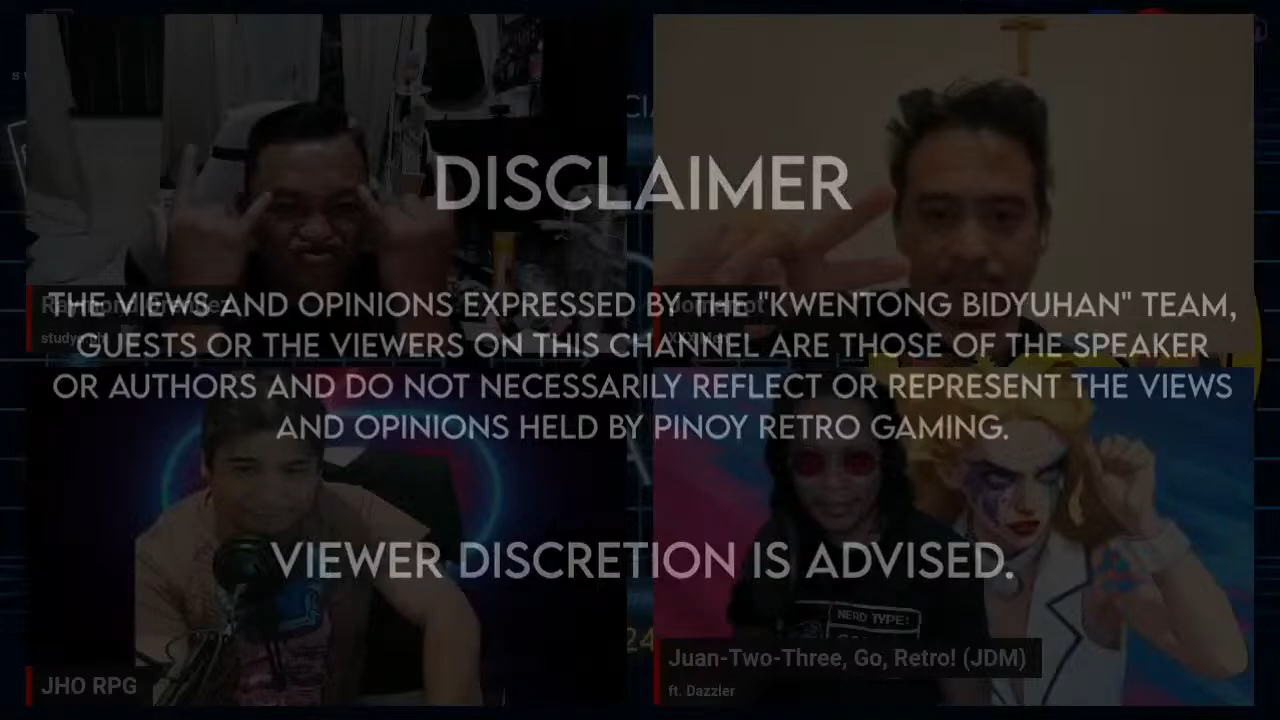 DISCLAIMER
THE VIEWS AND OPINIONS EXPRESSED BY THE "KWENTONG BIDYUHAN" TEAM,
GUESTS OR THE VIEWERS ON THIS CHANNEL ARE THOSE OF THE SPEAKER
OR AUTHORS AND DO NOT NECESSARILY REFLECT OR REPRESENT THE VIEWS
AND OPINIONS HELD BY PINOY RETRO GAMING.
VIEWER DISCRETION IS ADVISED.
NERD TYPE!
Juan-Two-Three, Go, Retro! (JDM)
JHO RPG
ft. Dazzler